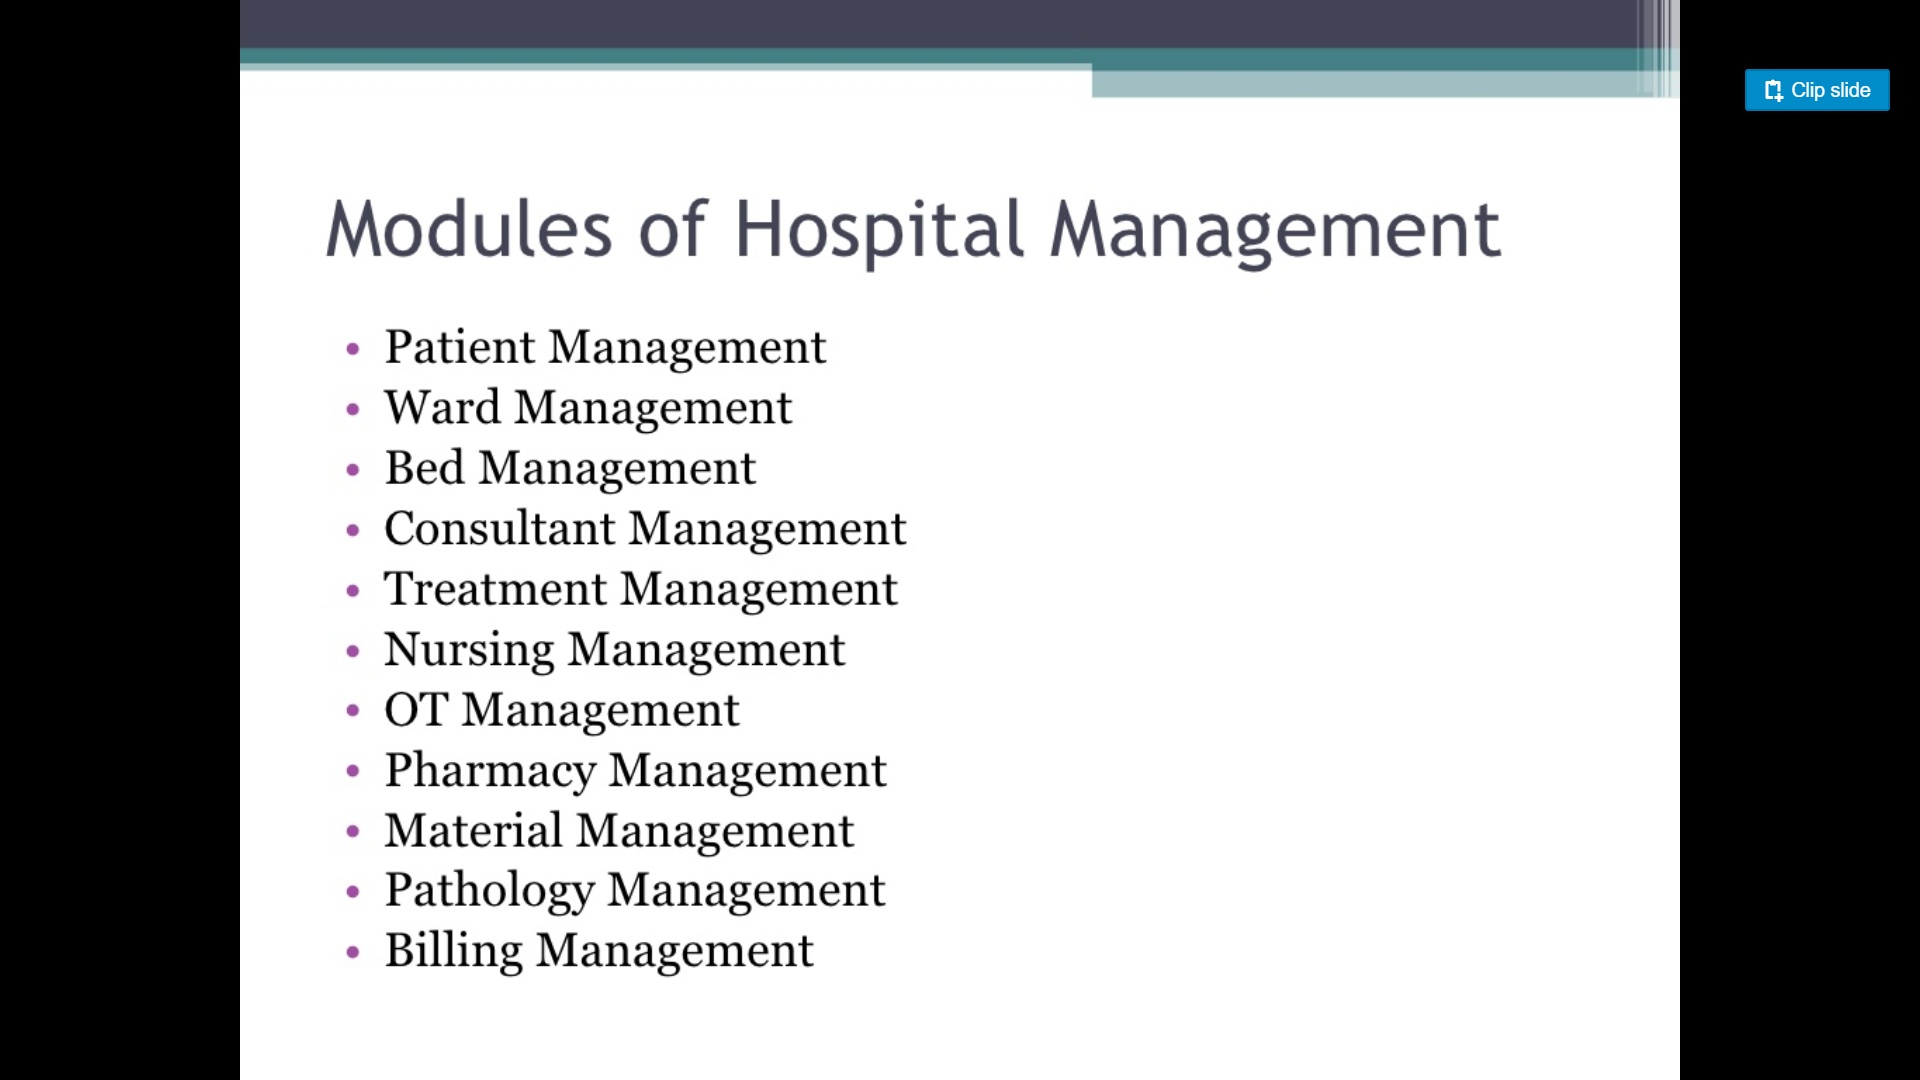 Clip slide
Modules of Hospital Management
• Patient Management
• Ward Management
• Bed Management
• Consultant Management
• Treatment Management
• Nursing Management
• OT Management
• Pharmacy Management
• Material Management
• Pathology Management
• Billing Management